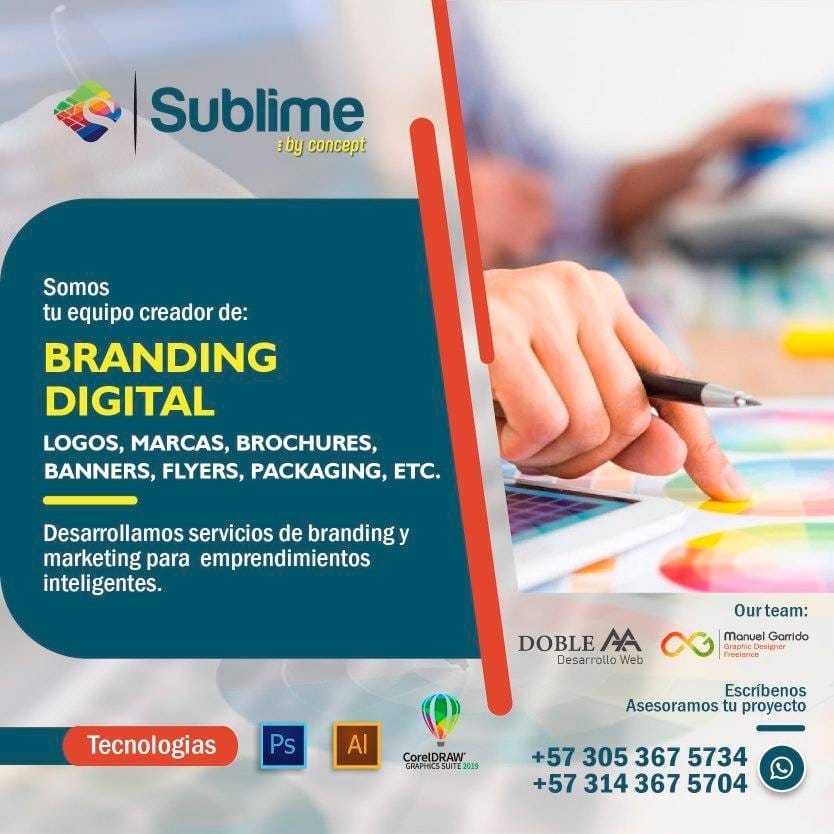 Sublime
by concept
Somos
tu equipo creador de:
BRANDING
DIGITAL
LOGOS, MARCAS, BROCHURES,
BANNERS, FLYERS, PACKAGING, ETC.
Desarrollamos servicios de branding y
marketing para emprendimientos
inteligentes.
Our team:
DOBLE AA
Desarrollo Web
Manuel Garrido
Graphic Designer
Freelance
Escríbenos
Asesoramos tu proyecto
Tecnologias
Ps
AI
CorelDRAW
GRAPHICS SUITE 2019
+57 305 367 5734
+57 314 367 5704